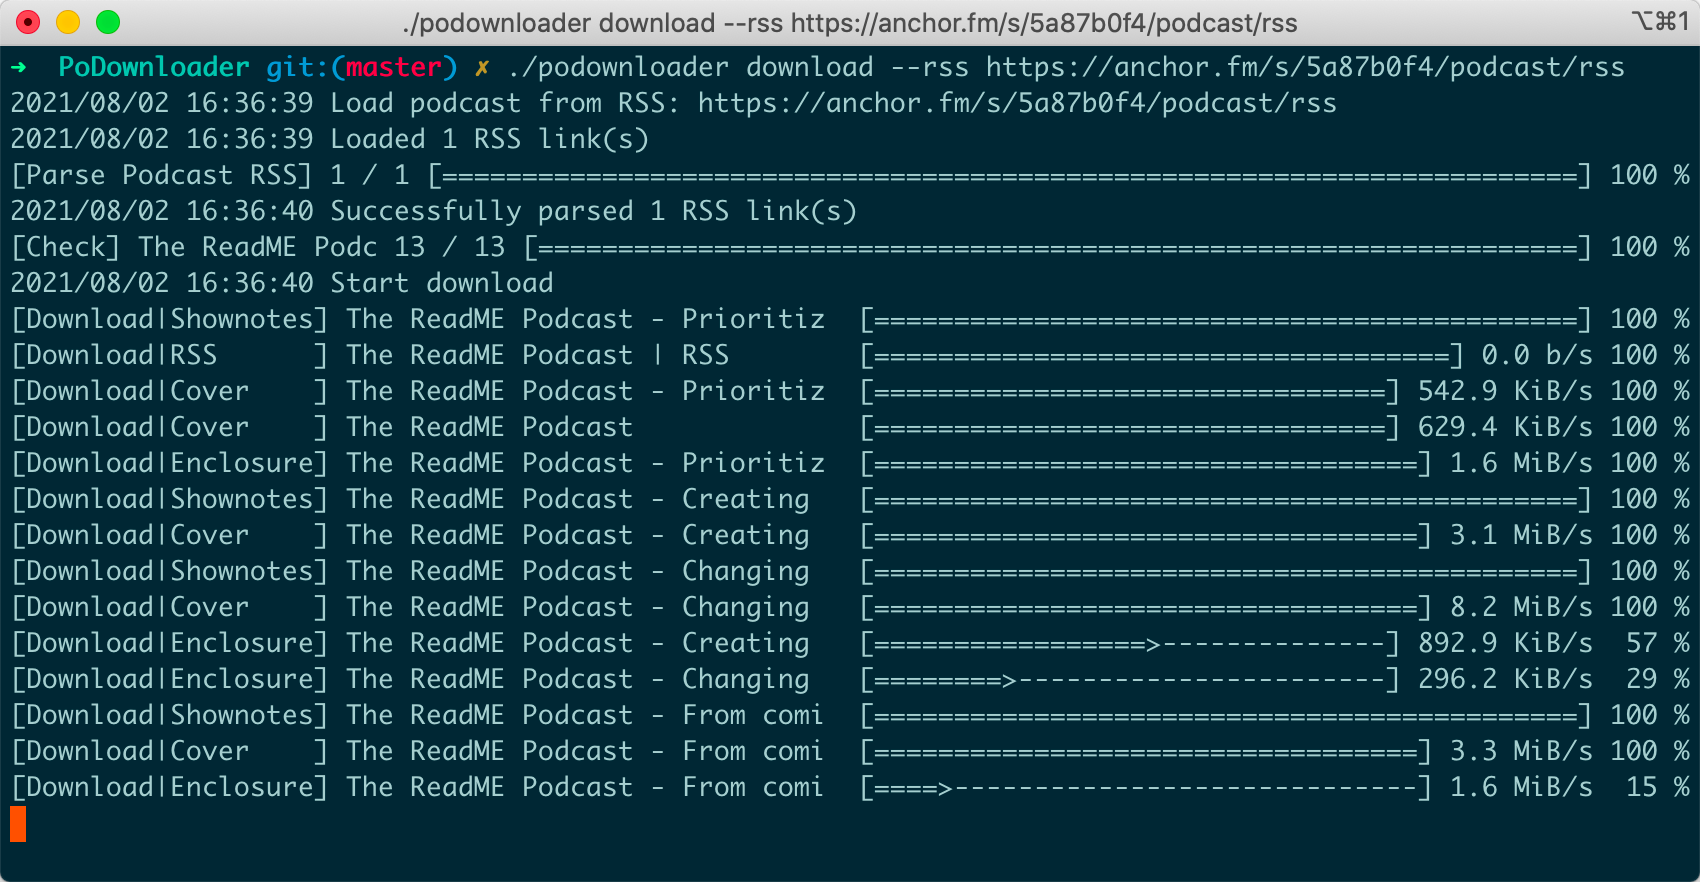 ./podownloader download --rss https://anchor.fm/s/5a87b0f4/podcast/rss ⌥⌘1
➜  PoDownloader git:(master) ✗ ./podownloader download --rss https://anchor.fm/s/5a87b0f4/podcast/rss
2021/08/02 16:36:39 Load podcast from RSS: https://anchor.fm/s/5a87b0f4/podcast/rss
2021/08/02 16:36:39 Loaded 1 RSS link(s)
[Parse Podcast RSS] 1 / 1 [=======================================================================] 100 %
2021/08/02 16:36:40 Successfully parsed 1 RSS link(s)
[Check] The ReadME Podc 13 / 13 [=================================================================] 100 %
2021/08/02 16:36:40 Start download
[Download|Shownotes] The ReadME Podcast - Prioritiz  [============================================] 100 %
[Download|RSS      ] The ReadME Podcast | RSS        [====================================] 0.0 b/s 100 %
[Download|Cover    ] The ReadME Podcast - Prioritiz  [================================] 542.9 KiB/s 100 %
[Download|Cover    ] The ReadME Podcast              [================================] 629.4 KiB/s 100 %
[Download|Enclosure] The ReadME Podcast - Prioritiz  [==================================] 1.6 MiB/s 100 %
[Download|Shownotes] The ReadME Podcast - Creating   [============================================] 100 %
[Download|Cover    ] The ReadME Podcast - Creating   [==================================] 3.1 MiB/s 100 %
[Download|Shownotes] The ReadME Podcast - Changing   [============================================] 100 %
[Download|Cover    ] The ReadME Podcast - Changing   [==================================] 8.2 MiB/s 100 %
[Download|Enclosure] The ReadME Podcast - Creating   [=================>--------------] 892.9 KiB/s  57 %
[Download|Enclosure] The ReadME Podcast - Changing   [========>-----------------------] 296.2 KiB/s  29 %
[Download|Shownotes] The ReadME Podcast - From comi  [============================================] 100 %
[Download|Cover    ] The ReadME Podcast - From comi  [==================================] 3.3 MiB/s 100 %
[Download|Enclosure] The ReadME Podcast - From comi  [====>-----------------------------] 1.6 MiB/s  15 %